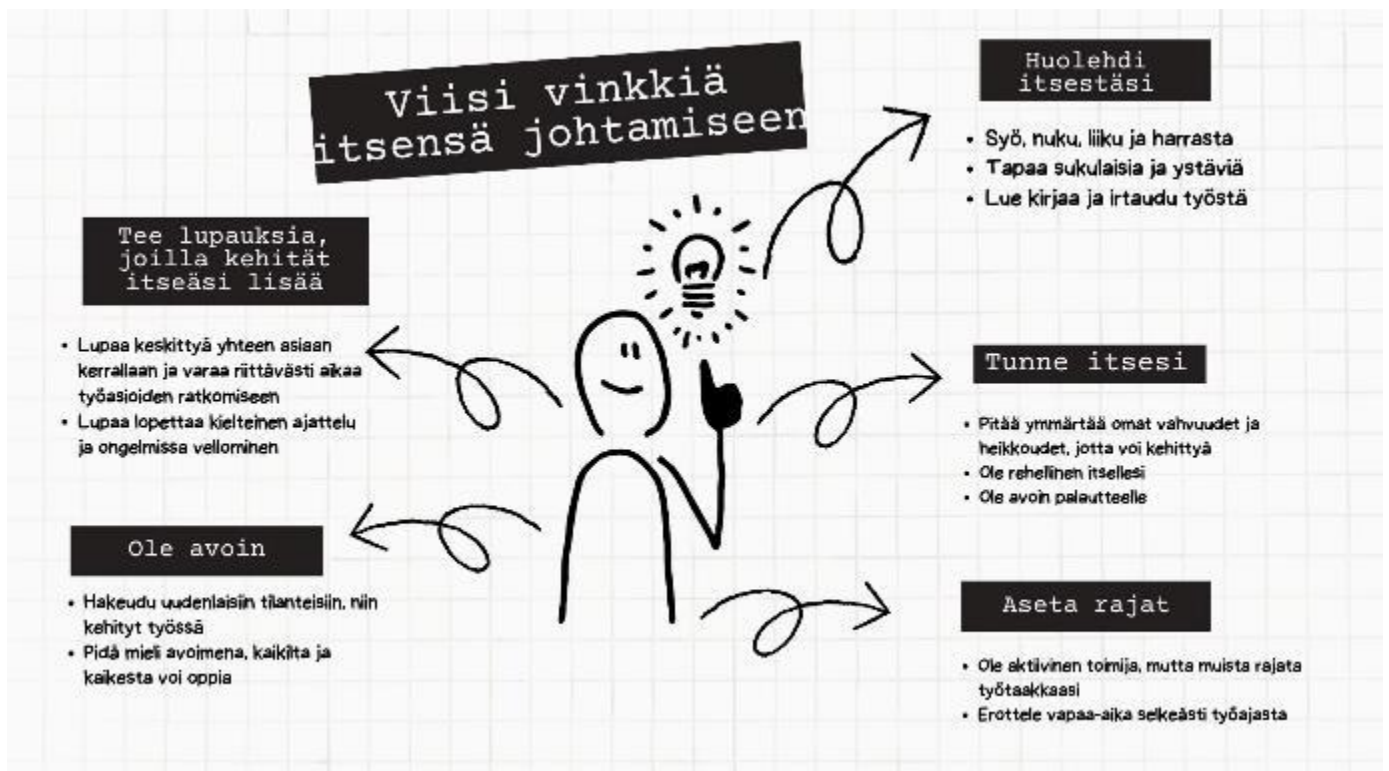 Viisi vinkkiä
itsensä johtamiseen
Huolehdi
itsestäsi
• Syö, nuku, liiku ja harrasta
• Tapaa sukulaisia ja ystäviä
• Lue kirjaa ja irtaudu työstä
Tee lupauksia,
joilla kehität
itseäsi lisää
• Lupaa keskittyä yhteen asiaan
kerrallaan ja varaa riittävästi aikaa
työasioiden ratkomiseen
• Lupaa lopettaa kielteinen ajattelu
ja ongelmissa vellominen
Tunne itsesi
• Pitää ymmärtää omat vahvuudet ja
heikkoudet, jotta voi kehittyä
• Ole rehellinen itsellesi
• Ole avoin palautteelle
Ole avoin
• Hakeudu uudenlaisiin tilanteisiin, niin
kehityt työssä
• Pidä mieli avoimena, kaikilta ja
kaikesta voi oppia
Aseta rajat
• Ole aktiivinen toimija, mutta muista rajata
työtaakkaasi
• Erottele vapaa-aika selkeästi työajasta